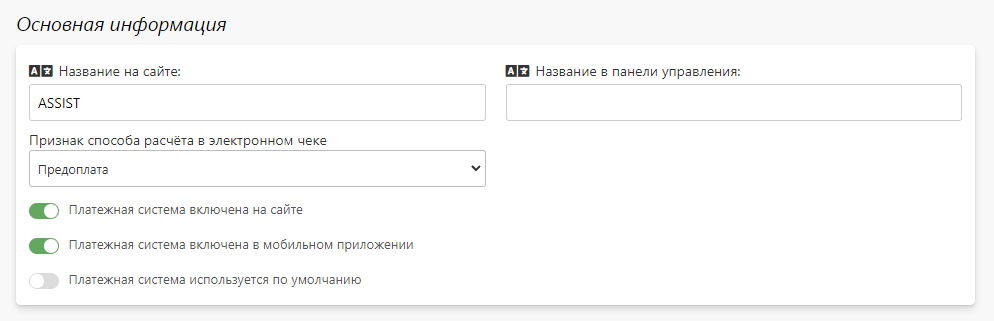 Основная информация
Название на сайте:
Название в панели управления:
ASSIST
Признак способа расчёта в электронном чеке
Предоплата
Платежная система включена на сайте
Платежная система включена в мобильном приложении
Платежная система используется по умолчанию